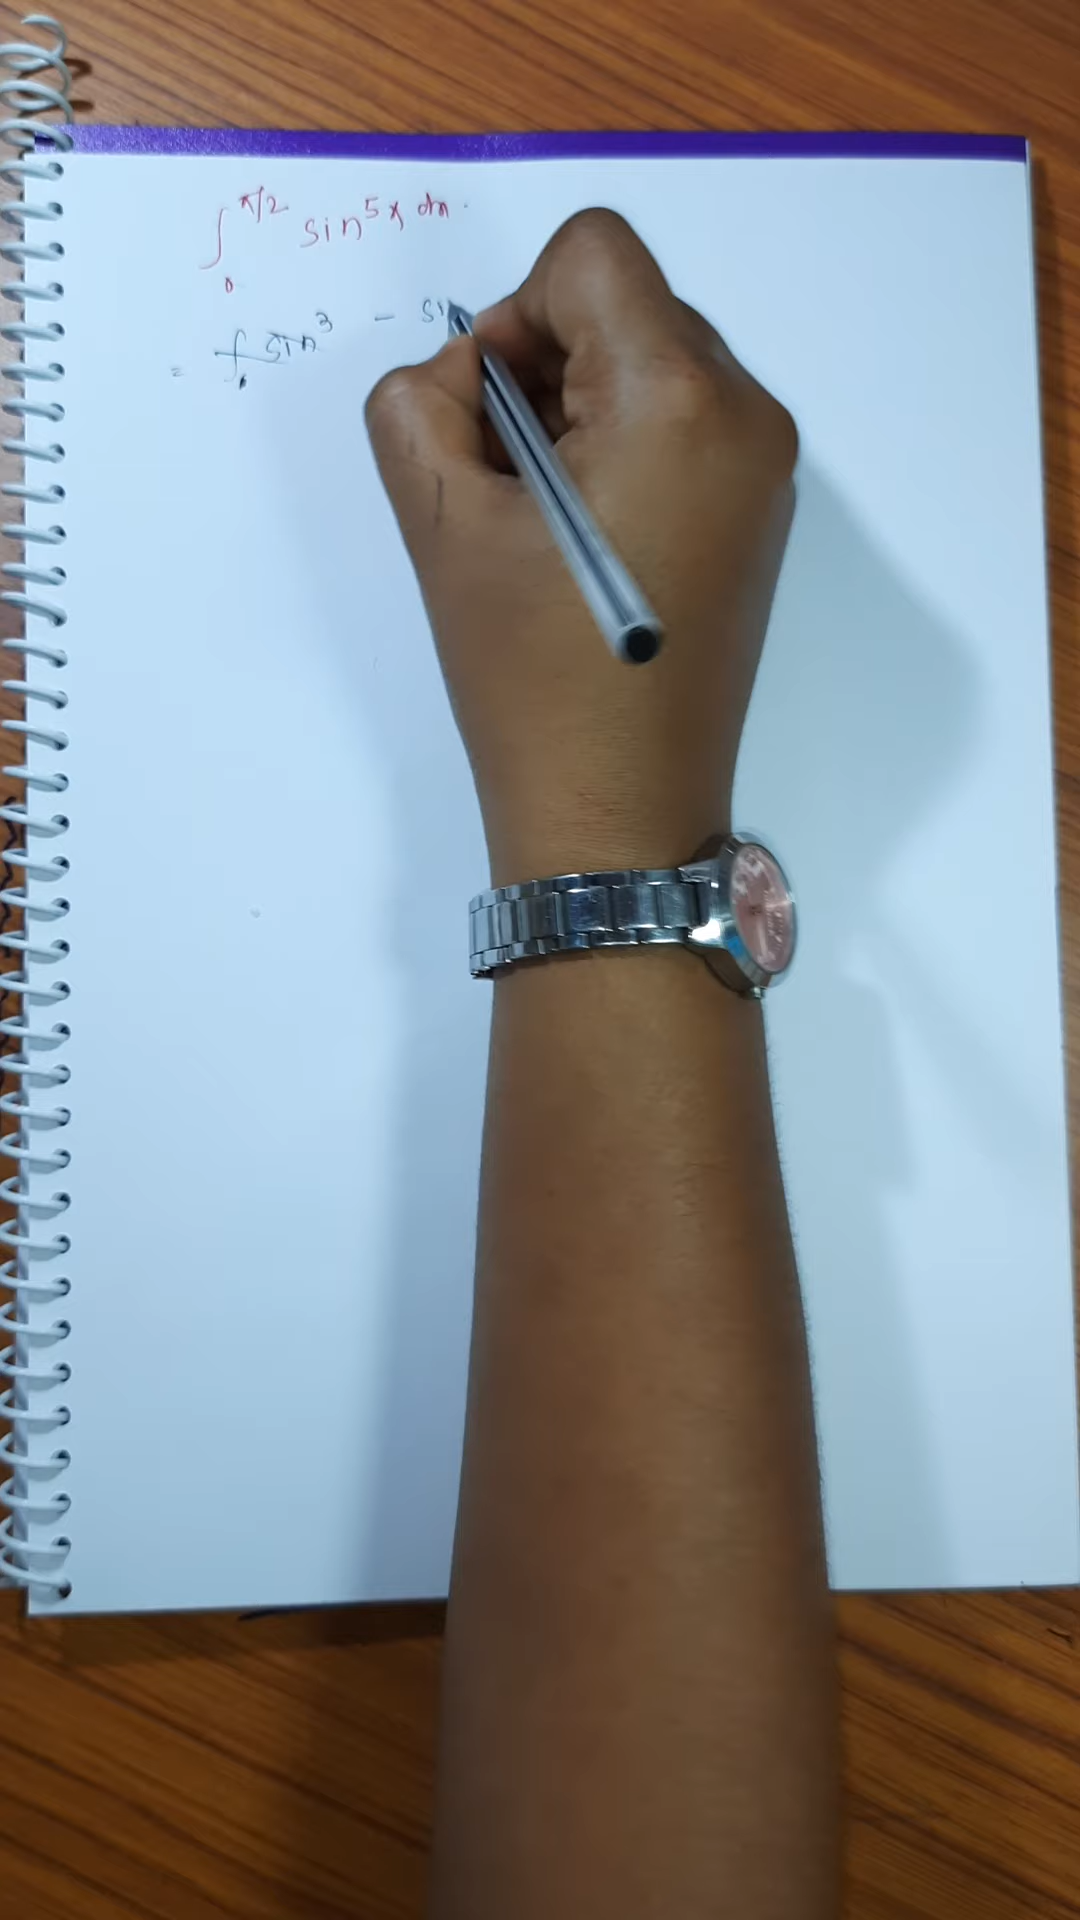 ∫₀^π/2 sin⁵x dx.
= ∫₀ sin³ - si